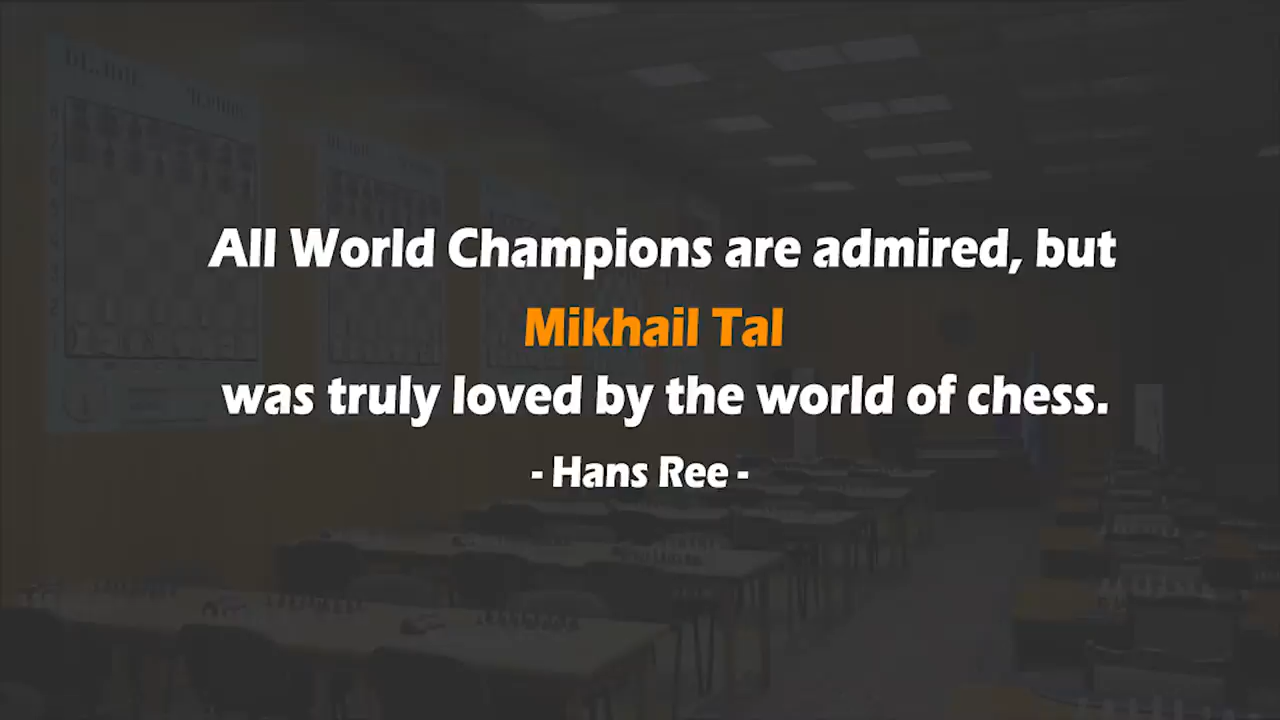 All World Champions are admired, but
Mikhail Tal
was truly loved by the world of chess.
- Hans Ree -